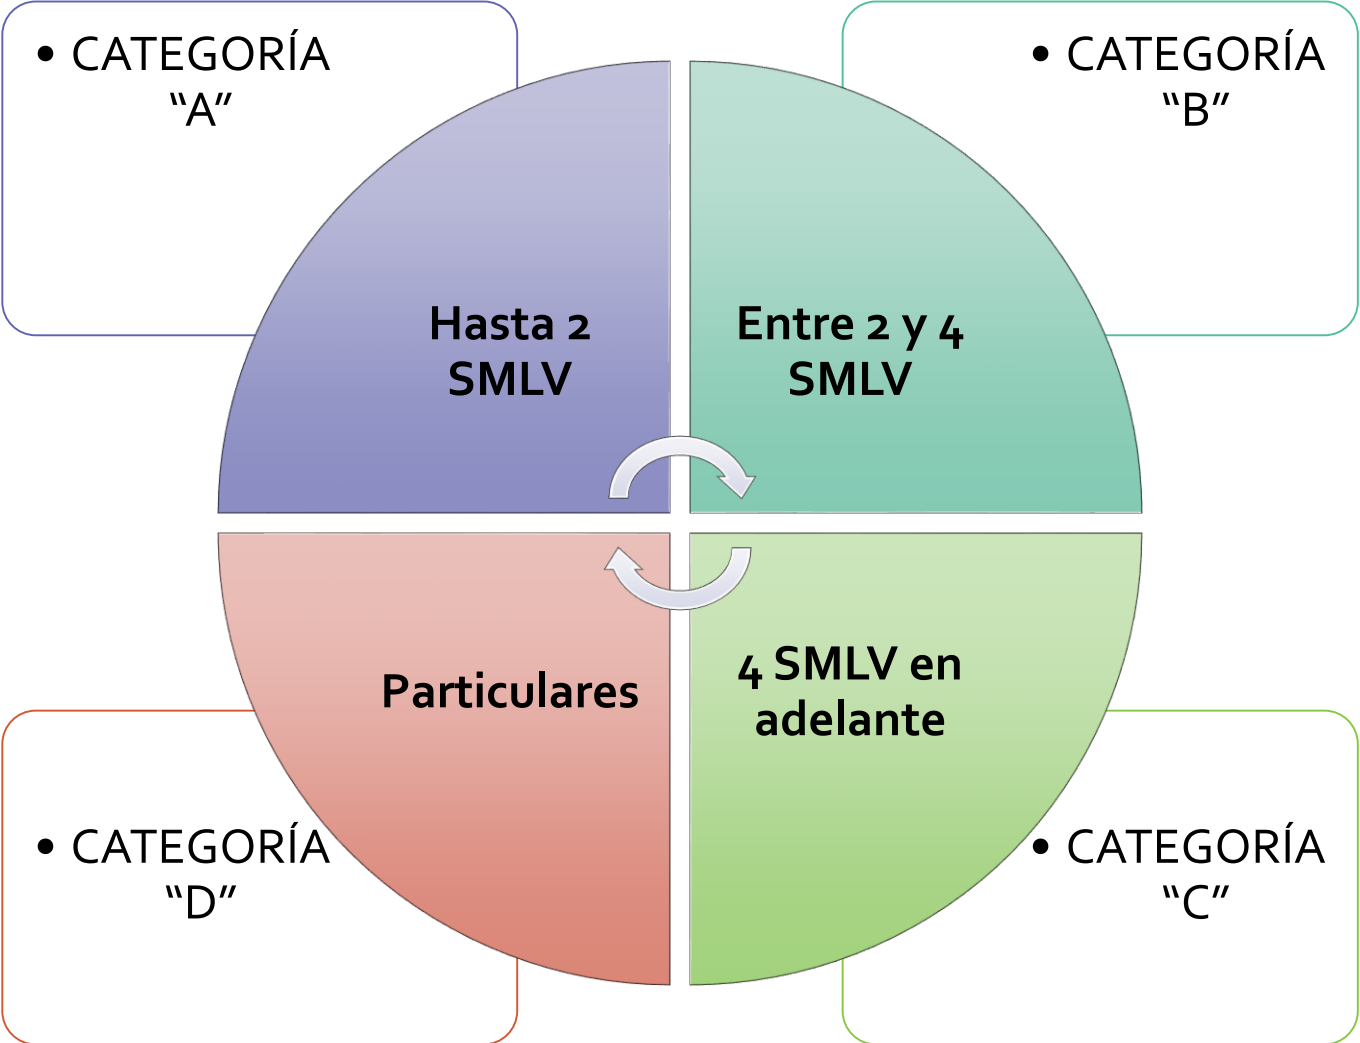 • CATEGORÍA
“A”
• CATEGORÍA
“B”
Hasta 2
SMLV
Entre 2 y 4
SMLV
Particulares
4 SMLV en
adelante
• CATEGORÍA
“D”
• CATEGORÍA
“C”